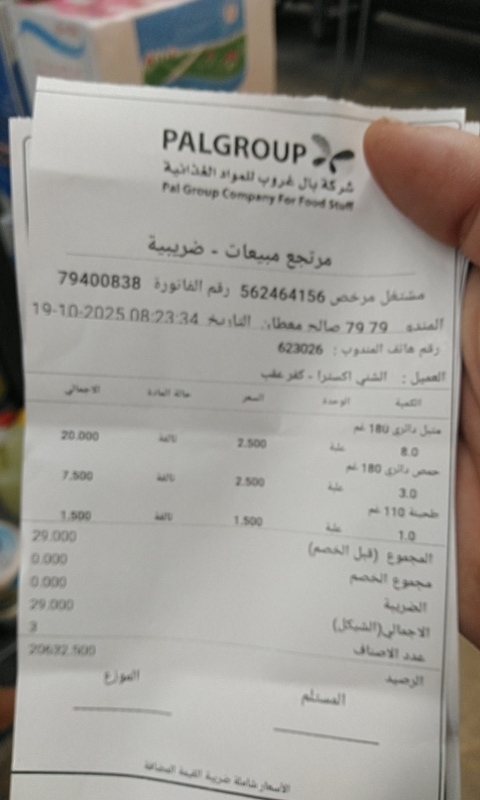 PALGROUP
شركة بال غروب للمواد الغذائية
Pal Group Company For Food Stuff
مرتجع مبيعات - ضريبية
مشتغل مرخص 562464156 رقم الفاتورة 79400838
المندو 79 79 صالح معطان التاريخ 19-10-2025 08:23:34
رقم هاتف المندوب : 623026
العميل : الشني اكسترا - كفر عقب
الكمية الوحدة السعر حالة المادة الاجمالي
متبل دائري 180 غم
8.0 علبة 2.500 تالفة 20.000
حمص دائري 180 غم
3.0 علبة 2.500 تالفة 7.500
طحينة 110 غم
1.0 علبة 1.500 تالفة 1.500
المجموع (قبل الخصم) 29.000
مجموع الخصم 0.000
الضريبة 0.000
الاجمالي(الشيكل) 29.000
عدد الاصناف 3
الرصيد 20632.500
المستلم الموزع
الأسعار شاملة ضريبة القيمة المضافة